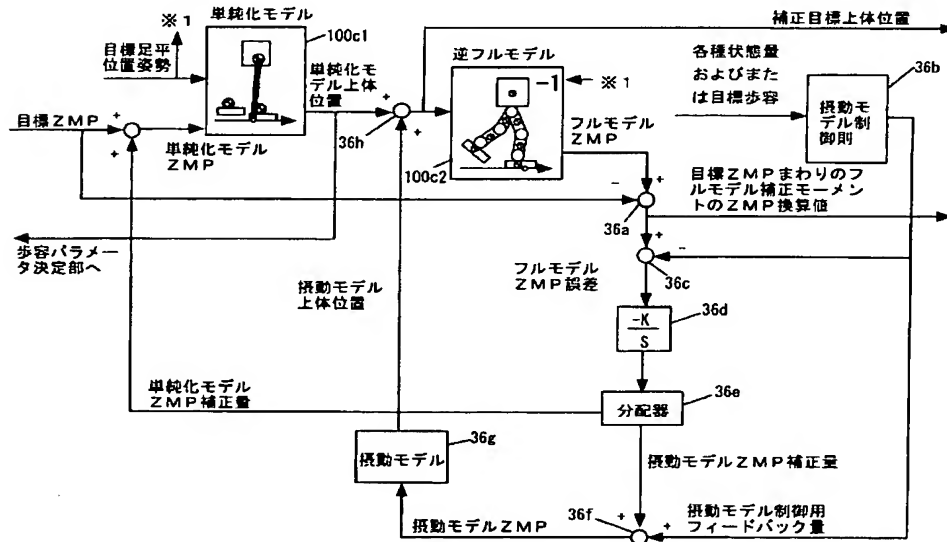 ※1
単純化モデル
100c1
目標足平
位置姿勢
単純化モ
デル上体
位置
逆フルモデル
-1
※1
補正目標上体位置
各種状態量
およびまた
は目標歩容
36b
摂動モ
デル制
御則
目標ZMP
+
+
単純化モデル
ZMP
+
+
36h
100c2
フルモデル
ZMP
-
+
36a
目標ZMPまわりのフ
ルモデル補正モーメン
トのZMP換算値
歩容パラメー
タ決定部へ
+
-
36c
フルモデル
ZMP誤差
摂動モデル
上体位置
-K
S
36d
単純化モデル
ZMP補正量
分配器
36e
摂動モデル
36g
摂動モデルZMP補正量
摂動モデルZMP
36f
+
+
摂動モデル制御用
フィードバック量